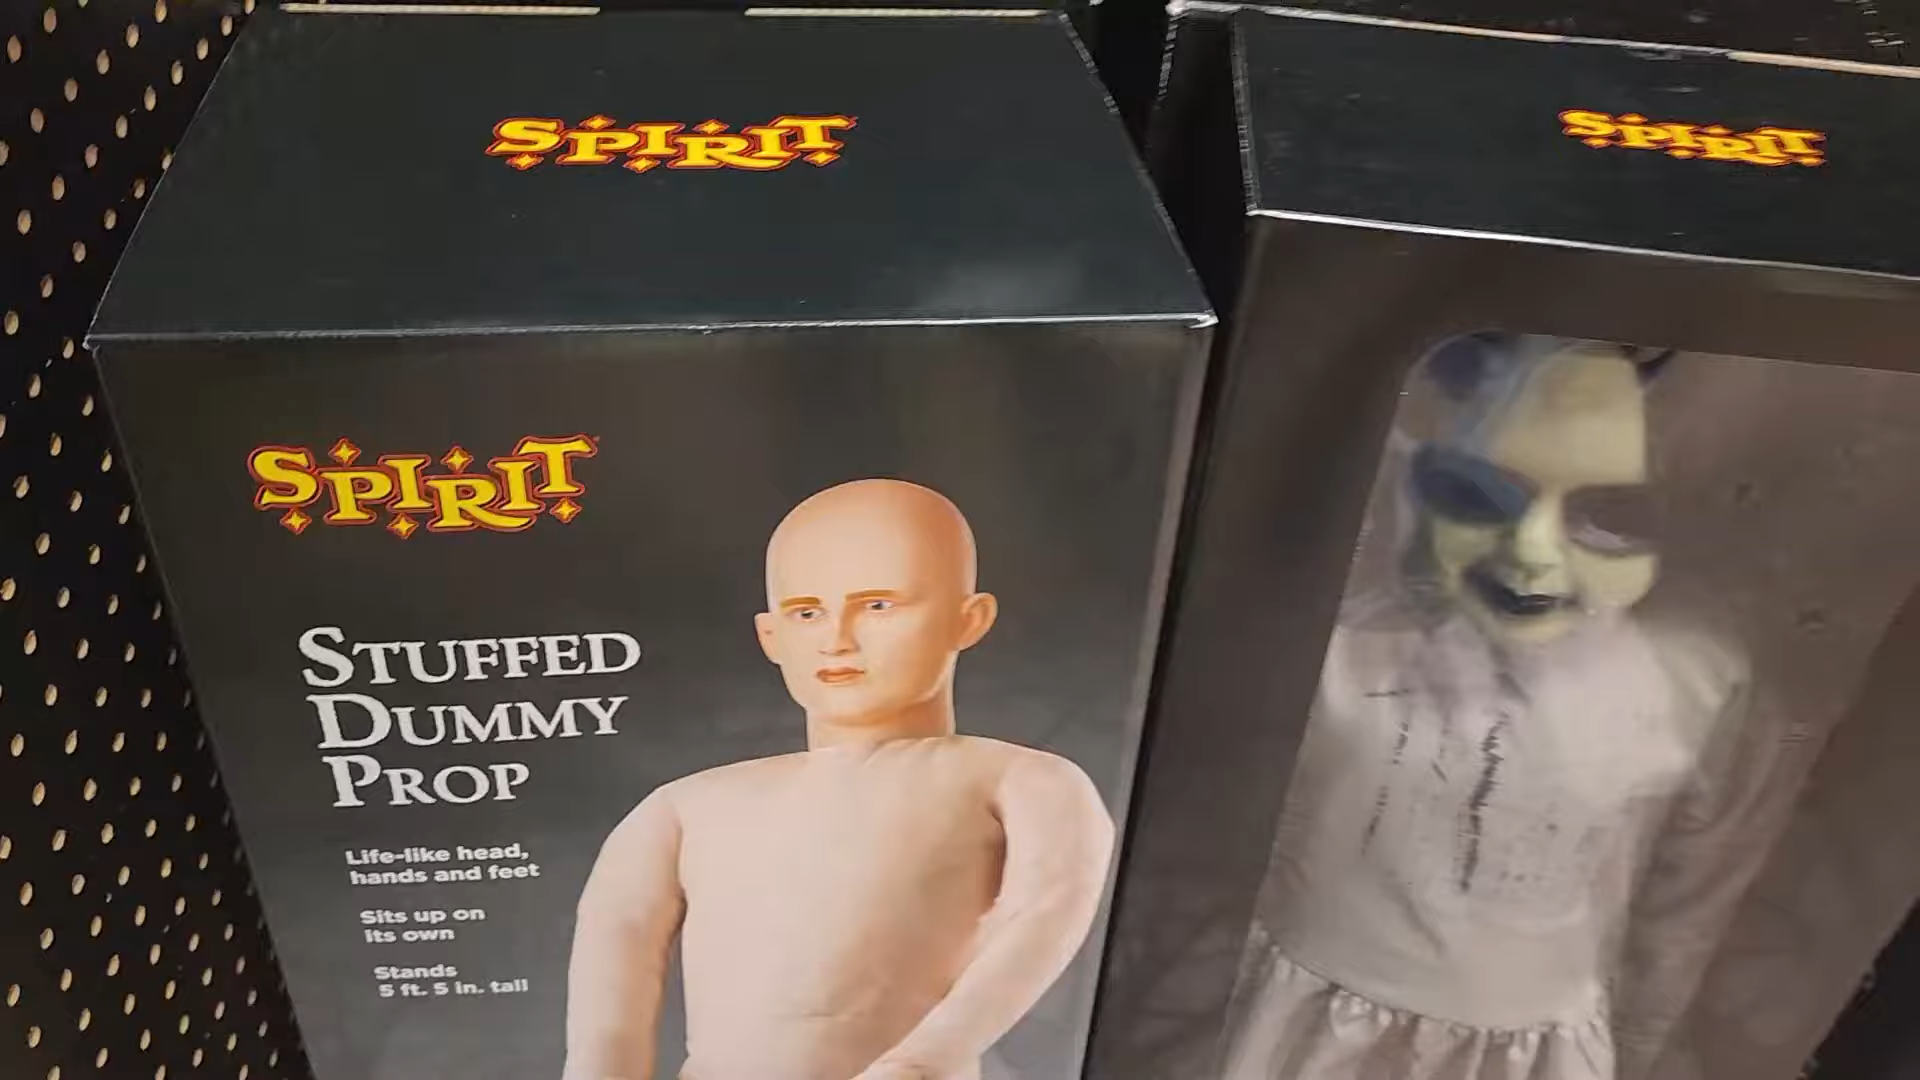 SPIRIT
SPIRIT
SPIRIT
STUFFED
DUMMY
PROP
Life-like head,
hands and feet
Sits up on
its own
Stands
5 ft. 5 in. tall